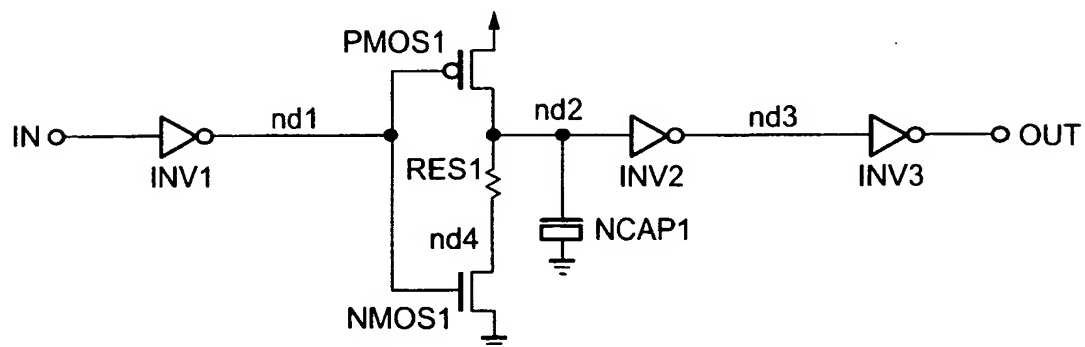 PMOS1
IN
nd1
nd2
nd3
OUT
INV1
RES1
INV2
INV3
NCAP1
nd4
NMOS1